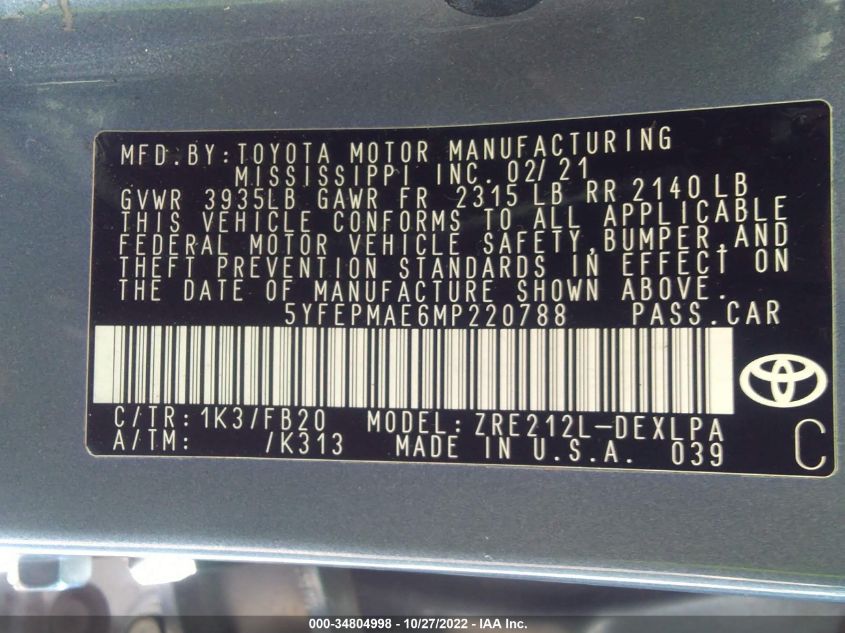 MFD.BY:TOYOTA MOTOR MANUFACTURING
MISSISSIPPI INC. 02/21
GVWR 3935LB GAWR FR 2315 LB RR 2140 LB
THIS VEHICLE CONFORMS TO ALL APPLICABLE
FEDERAL MOTOR VEHICLE SAFETY,BUMPER,AND
THEFT PREVENTION STANDARDS IN EFFECT ON
THE DATE OF MANUFACTURE SHOWN ABOVE.
5YFEPMAE6MP220788 PASS.CAR
C/TR: 1K3/FB20 MODEL: ZRE212L-DEXLPA
A/TM: /K313 MADE IN U.S.A. 039
C
000-34804998 - 10/27/2022 - IAA Inc.